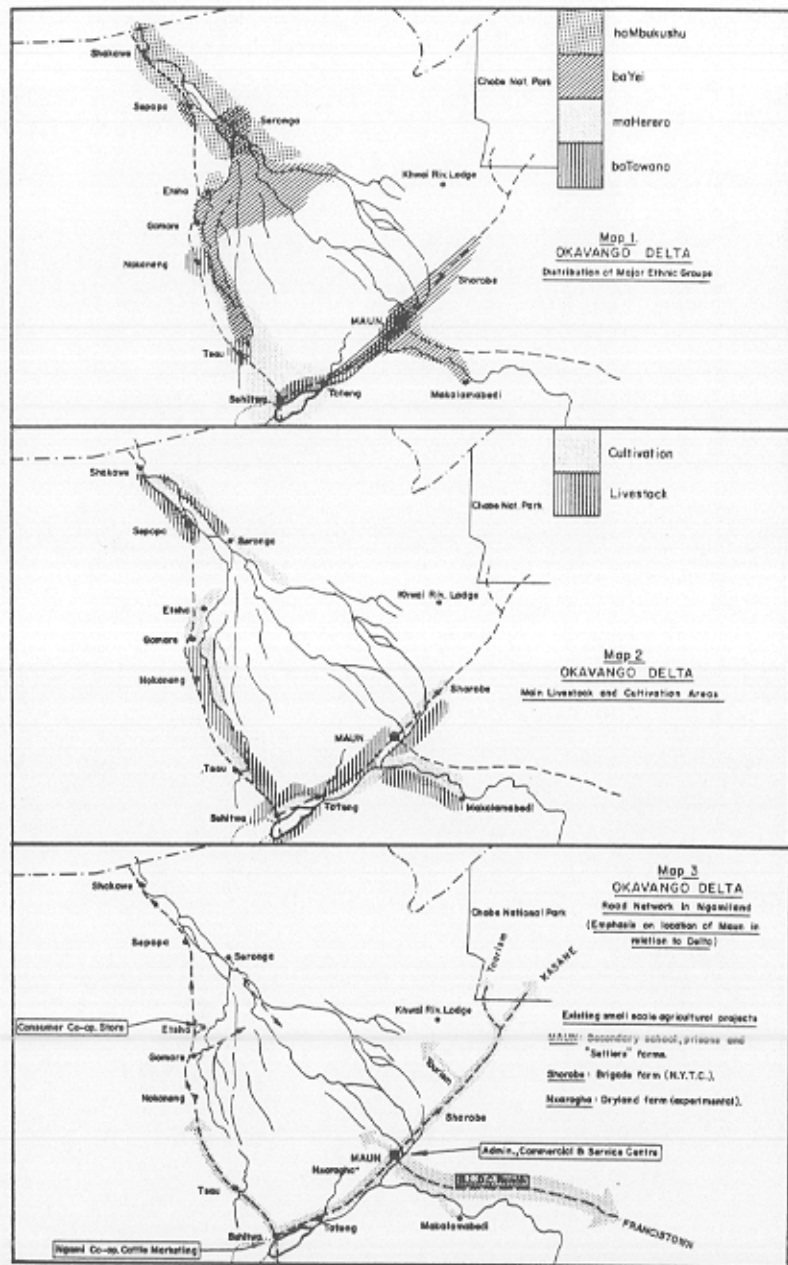 haMbukushu
baYei
maHerero
baTawana
Map 1.
OKAVANGO DELTA
Distribution of Major Ethnic Groups
Chobe Nat. Park
Shakawe
Sepopa
Seronga
Etsha
Gomare
Nokaneng
Khwai Riv. Lodge
Shorobe
MAUN
Tsau
Sehitwa
Toteng
Makalamabedi
Cultivation
Livestock
Map 2
OKAVANGO DELTA
Main Livestock and Cultivation Areas
Chobe Nat. Park
Shakawe
Sepopa
Seronga
Etsha
Gomare
Nokaneng
Khwai Riv. Lodge
Shorobe
MAUN
Tsau
Sehitwa
Toteng
Makalamabedi
Map 3
OKAVANGO DELTA
Road Network in Ngamiland
(Emphasis on location of Maun in
relation to Delta)
Chobe National Park
Tourism
KASANE
Shakawe
Sepopa
Seronga
Khwai Riv. Lodge
Consumer Co-op. Store
Etsha
Gomare
Nokaneng
Tourism
Shorobe
Existing small scale agricultural projects
MAUN: Secondary school, prisons and
"Settlers" farms.
Shorobe: Brigade farm (N.Y.T.C.).
Nxaragha: Dryland farm (experimental).
MAUN
Admin., Commercial & Service Centre
Nxaragha
B.L.D.C. Ranch
Tsau
Sehitwa
Toteng
Makalamabedi
FRANCISTOWN
Ngami Co-op. Cattle Marketing